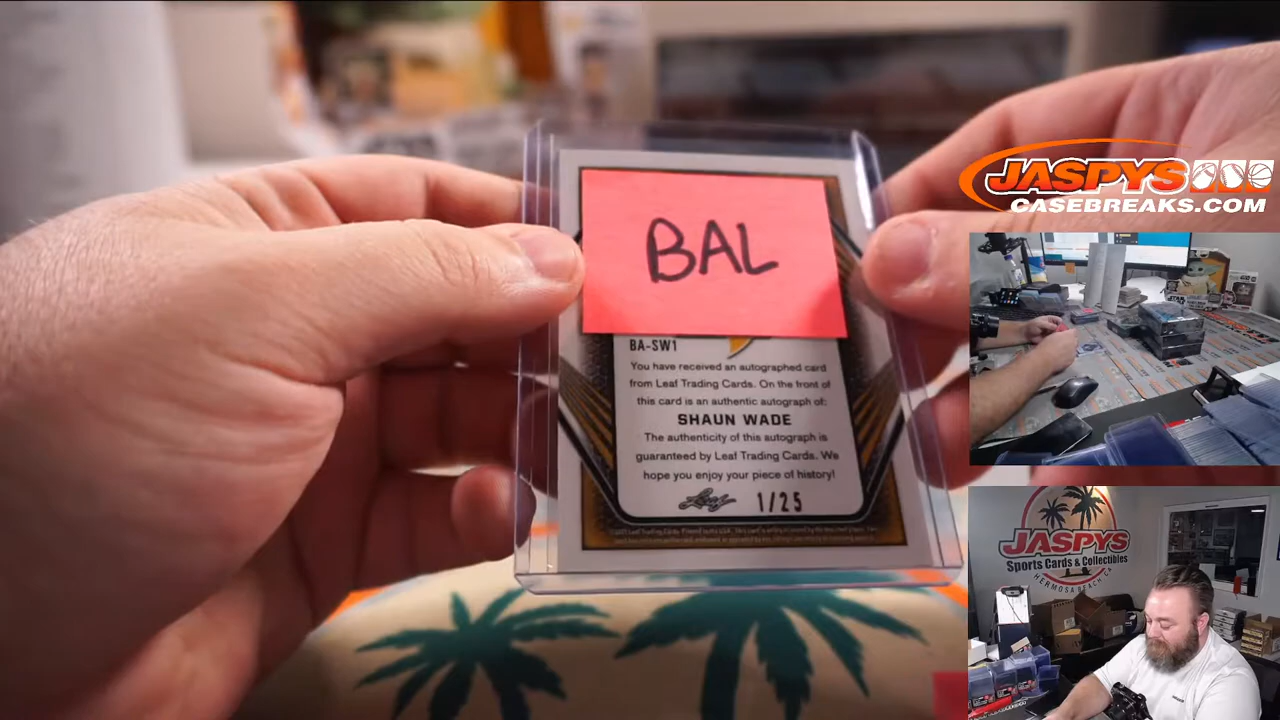 BAL
BA-SW1
You have received an autographed card
from Leaf Trading Cards. On the front of
this card is an authentic autograph of:
SHAUN WADE
The authenticity of this autograph is
guaranteed by Leaf Trading Cards. We
hope you enjoy your piece of history!
Leaf 1/25
JASPYS
CASEBREAKS.COM
STAR WARS
JASPYS
Sports Cards & Collectibles
HERMOSA BEACH CA